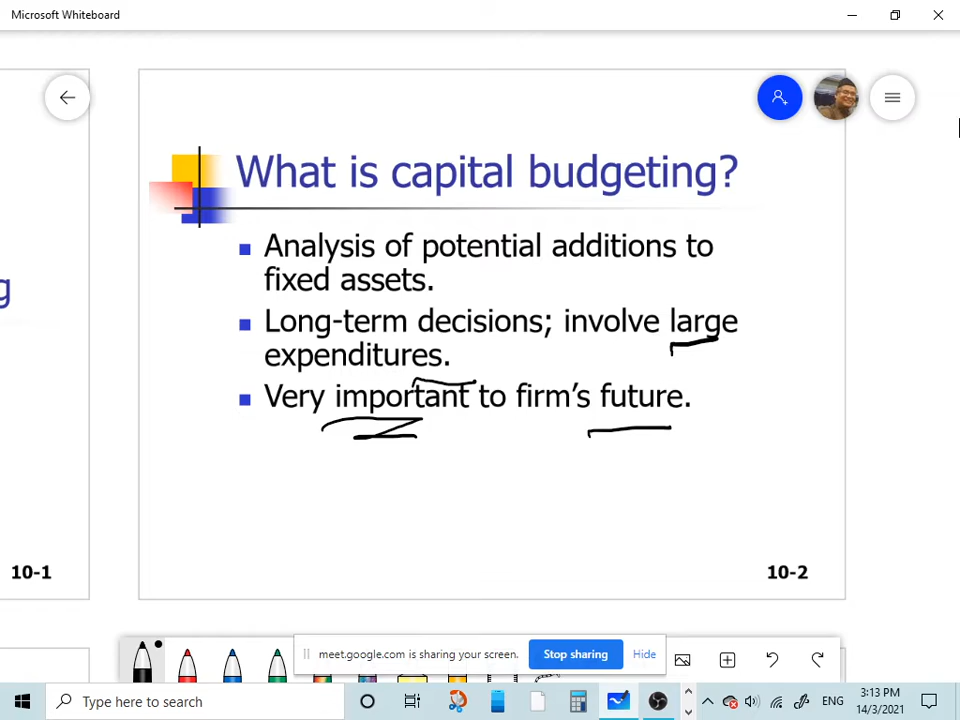 Microsoft Whiteboard
What is capital budgeting?
Analysis of potential additions to
fixed assets.
Long-term decisions; involve large
expenditures.
Very important to firm's future.
g
10-1
10-2
meet.google.com is sharing your screen.
Stop sharing
Hide
Type here to search
ENG
3:13 PM
14/3/2021